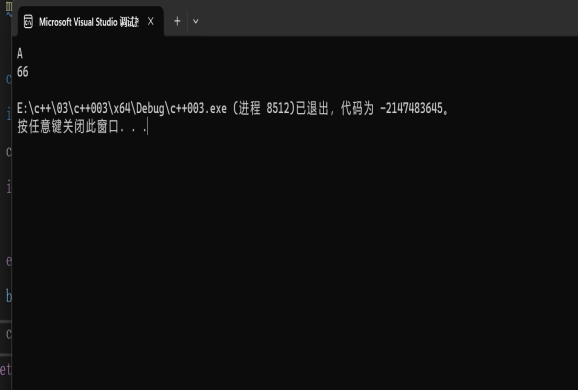 Microsoft Visual Studio 调试
A
66
E:\c++\03\c++003\x64\Debug\c++003.exe (进程 8512)已退出，代码为 -2147483645。
按任意键关闭此窗口. . .
m
c
i
c
i
e
b
c
et